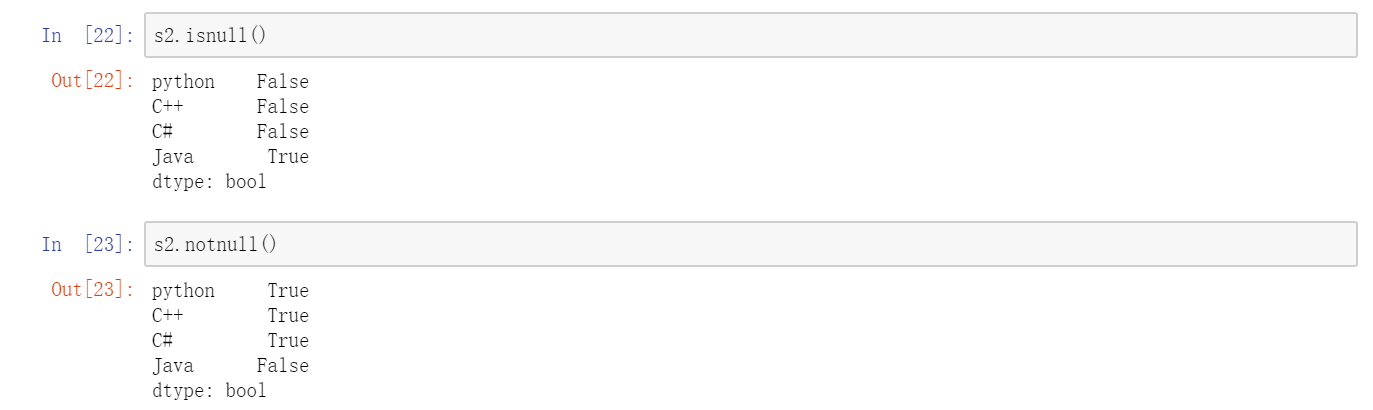 In [22]: s2.isnull()
Out[22]: python    False
C++       False
C#        False
Java       True
dtype: bool
In [23]: s2.notnull()
Out[23]: python     True
C++        True
C#         True
Java      False
dtype: bool